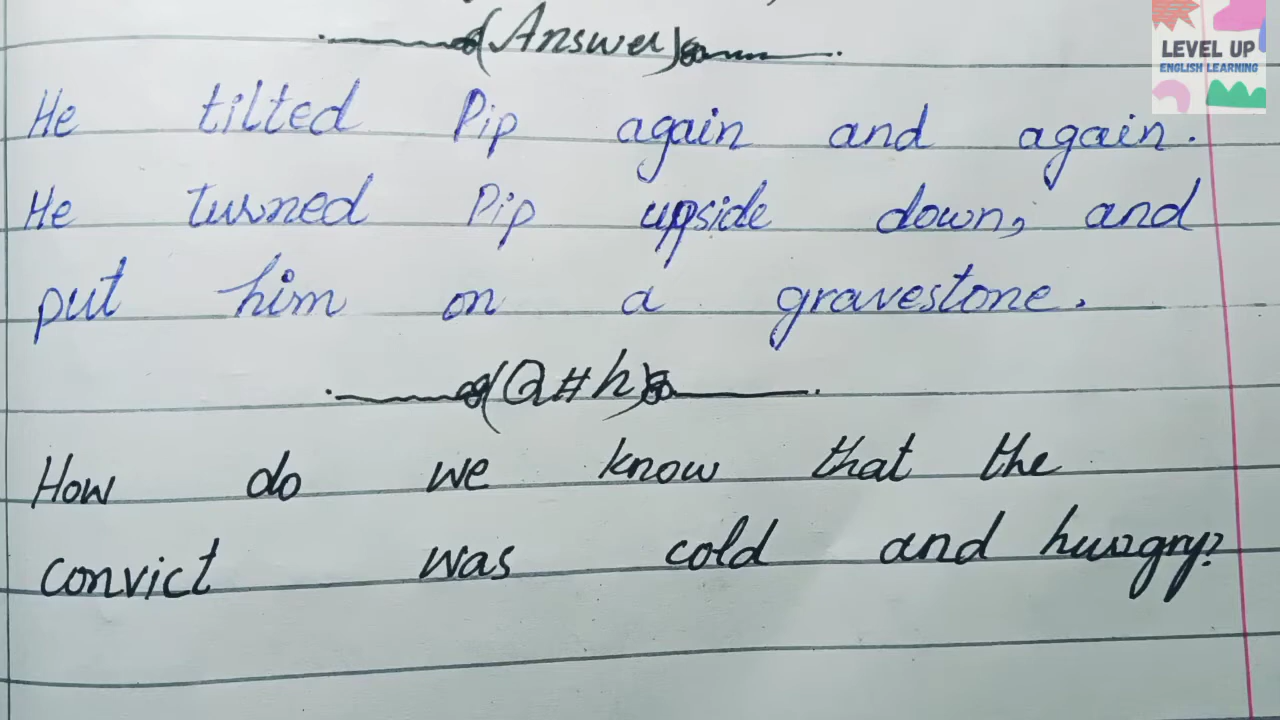 (Answer)
He tilted Pip again and again.
He turned Pip upside down, and
put him on a gravestone.
(Q#h)
How do we know that the
convict was cold and hungry?
LEVEL UP
ENGLISH LEARNING